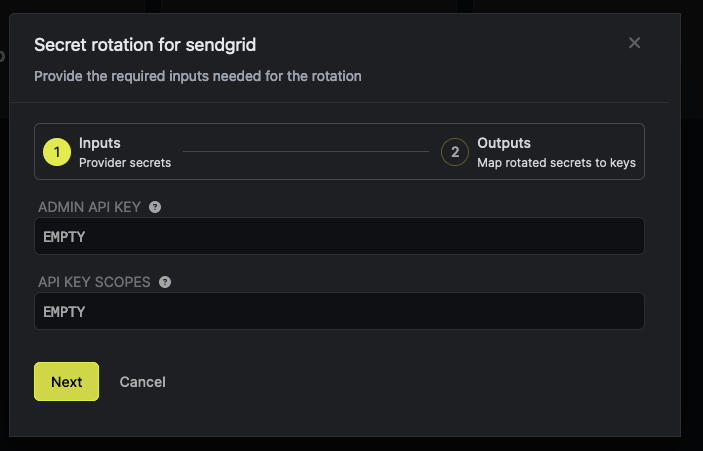 Secret rotation for sendgrid
Provide the required inputs needed for the rotation
1 Inputs
Provider secrets
2 Outputs
Map rotated secrets to keys
ADMIN API KEY ?
EMPTY
API KEY SCOPES ?
EMPTY
Next Cancel